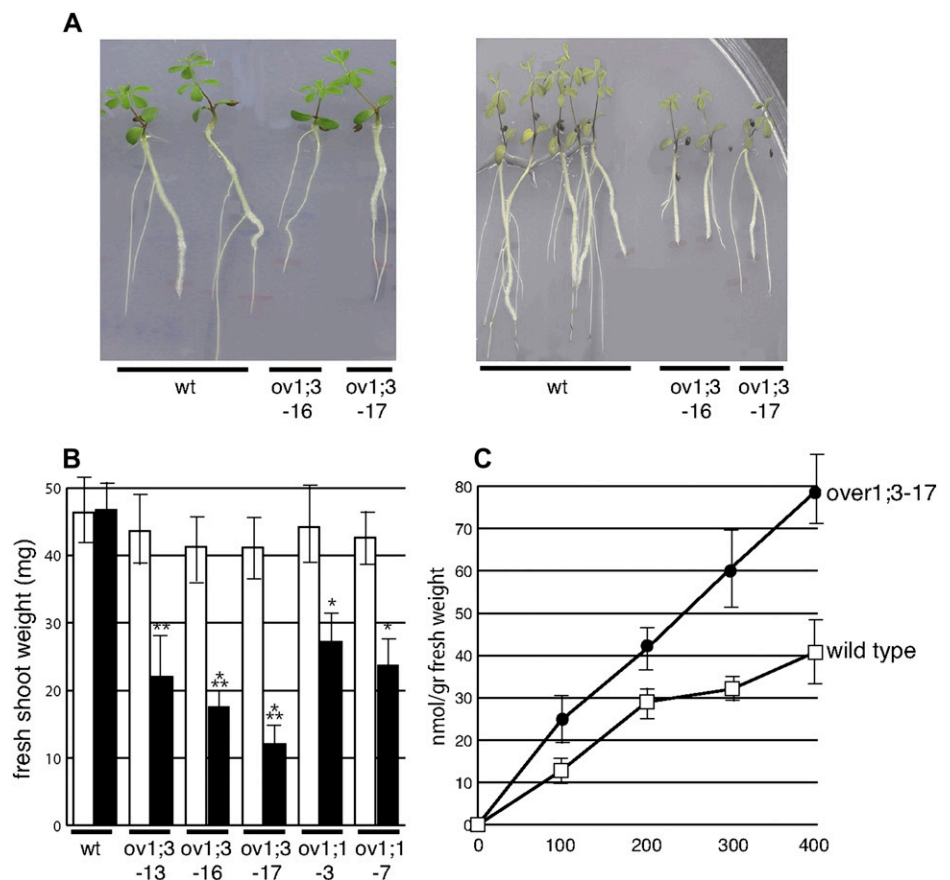 A
wt
ov1;3
-16
ov1;3
-17
wt
ov1;3
-16
ov1;3
-17
B
fresh shoot weight (mg)
50
40
30
20
10
0
**
*
**
*
**
*
*
wt
ov1;3
-13
ov1;3
-16
ov1;3
-17
ov1;1
-3
ov1;1
-7
C
nmol/gr fresh weight
80
70
60
50
40
30
20
10
0
over1;3-17
wild type
0
100
200
300
400